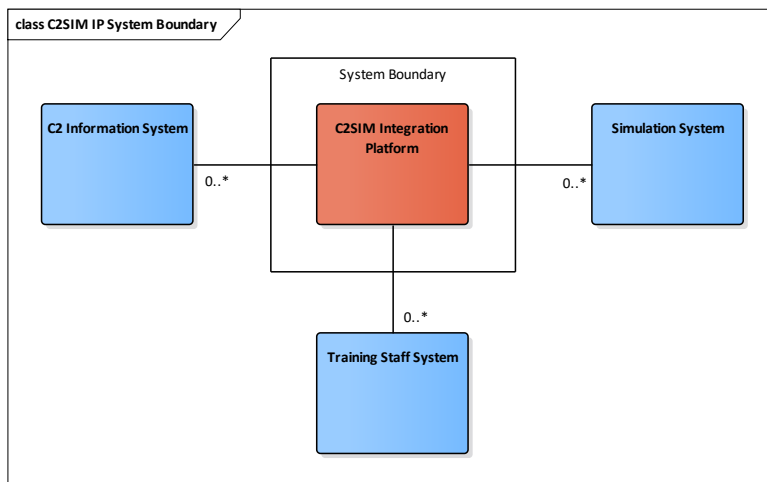 class C2SIM IP System Boundary
System Boundary
C2 Information System
C2SIM Integration
Platform
Simulation System
0..*
0..*
0..*
Training Staff System